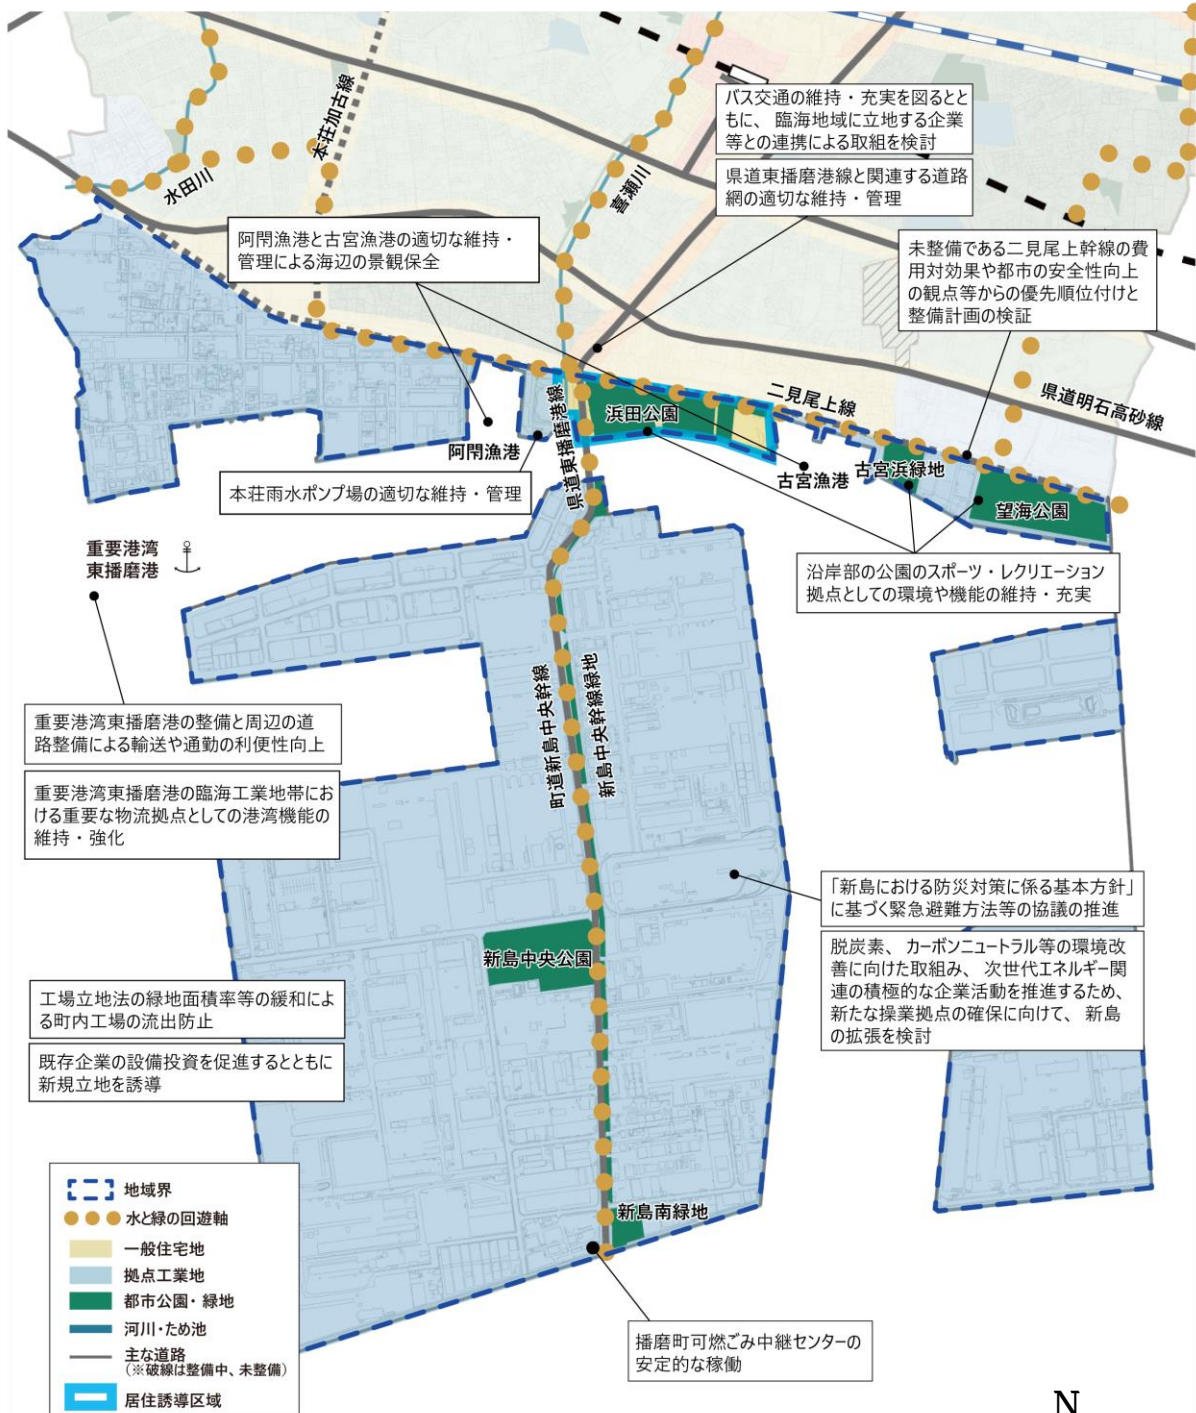 バス交通の維持・充実を図るとと
もに、臨海地域に立地する企業
等との連携による取組を検討
県道東播磨港線と関連する道路
網の適切な維持・管理
本荘加古線
水田川
喜瀬川
阿閇漁港と古宮漁港の適切な維持・
管理による海辺の景観保全
未整備である二見尾上幹線の費
用対効果や都市の安全性向上
の観点等からの優先順位付けと
整備計画の検証
県道明石高砂線
二見尾上線
浜田公園
県道東播磨港線
阿閇漁港
古宮漁港
古宮浜緑地
望海公園
本荘雨水ポンプ場の適切な維持・管理
重要港湾
東播磨港
沿岸部の公園のスポーツ・レクリエーション
拠点としての環境や機能の維持・充実
町道新島中央幹線
新島中央幹線緑地
重要港湾東播磨港の整備と周辺の道
路整備による輸送や通勤の利便性向上
重要港湾東播磨港の臨海工業地帯にお
ける重要な物流拠点としての港湾機能の
維持・強化
「新島における防災対策に係る基本方針」
に基づく緊急避難方法等の協議の推進
脱炭素、カーボンニュートラル等の環境改
善に向けた取組み、次世代エネルギー関
連の積極的な企業活動を推進するため、
新たな操業拠点の確保に向けて、新島
の拡張を検討
新島中央公園
工場立地法の緑地面積率等の緩和によ
る町内工場の流出防止
既存企業の設備投資を促進するとともに
新規立地を誘導
新島南緑地
播磨町可燃ごみ中継センターの
安定的な稼働
地域界
水と緑の回遊軸
一般住宅地
拠点工業地
都市公園・緑地
河川・ため池
主な道路
(※破線は整備中、未整備)
居住誘導区域
N